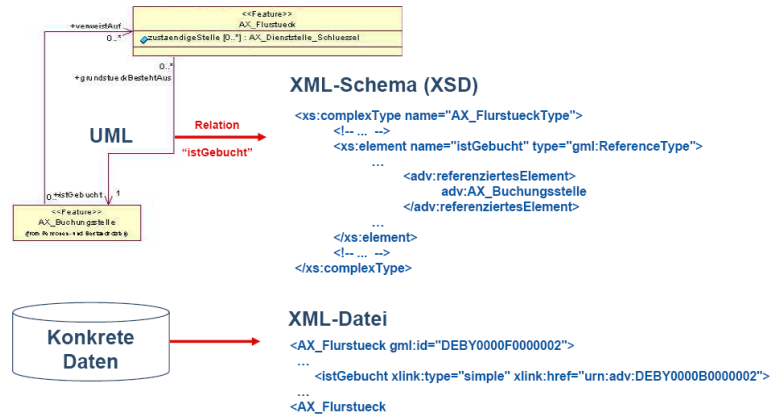 <<Feature>>
AX_Flurstueck
zustaendigeStelle [0..*] : AX_Dienststelle_Schluessel
+verweistAuf
0..*
0..*
+grundstueckBestehtAus
UML
Relation
"istGebucht"
+istGebucht
0..*
1
<<Feature>>
AX_Buchungsstelle
XML-Schema (XSD)
<xs:complexType name="AX_FlurstueckType">
<!-- ... -->
<xs:element name="istGebucht" type="gml:ReferenceType">
...
<adv:referenziertesElement>
adv:AX_Buchungsstelle
</adv:referenziertesElement>
...
</xs:element>
<!-- ... -->
</xs:complexType>
Konkrete
Daten
XML-Datei
<AX_Flurstueck gml:id="DEBY0000F0000002">
...
<istGebucht xlink:type="simple" xlink:href="urn:adv:DEBY0000B0000002">
...
<AX_Flurstueck